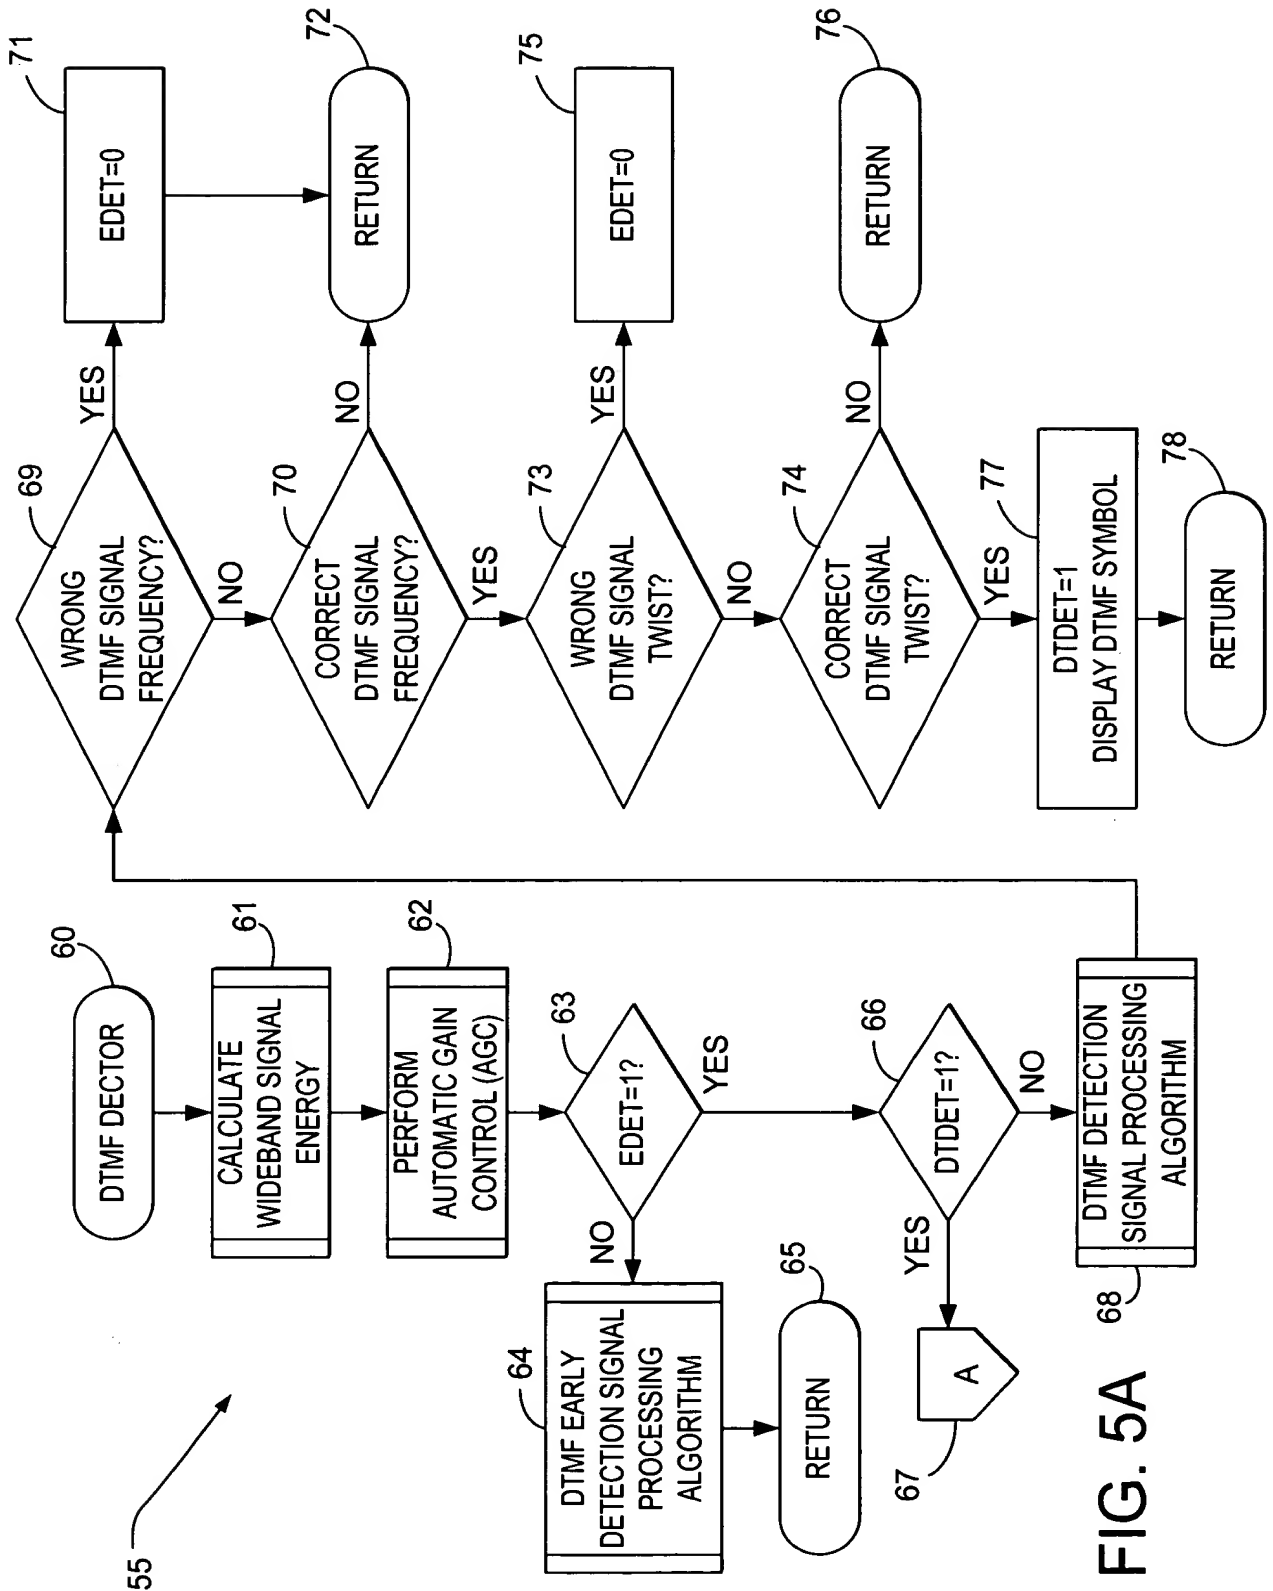 55
60
DTMF DECTOR
61
CALCULATE
WIDEBAND SIGNAL
ENERGY
62
PERFORM
AUTOMATIC GAIN
CONTROL (AGC)
63
EDET=1?
NO
YES
64
DTMF EARLY
DETECTION SIGNAL
PROCESSING
ALGORITHM
65
RETURN
66
DTDET=1?
YES
NO
67
A
68
DTMF DETECTION
SIGNAL PROCESSING
ALGORITHM
69
WRONG
DTMF SIGNAL
FREQUENCY?
YES
NO
71
EDET=0
70
CORRECT
DTMF SIGNAL
FREQUENCY?
NO
YES
72
RETURN
73
WRONG
DTMF SIGNAL
TWIST?
YES
NO
75
EDET=0
74
CORRECT
DTMF SIGNAL
TWIST?
NO
YES
76
RETURN
77
DTDET=1
DISPLAY DTMF SYMBOL
78
RETURN
FIG. 5A